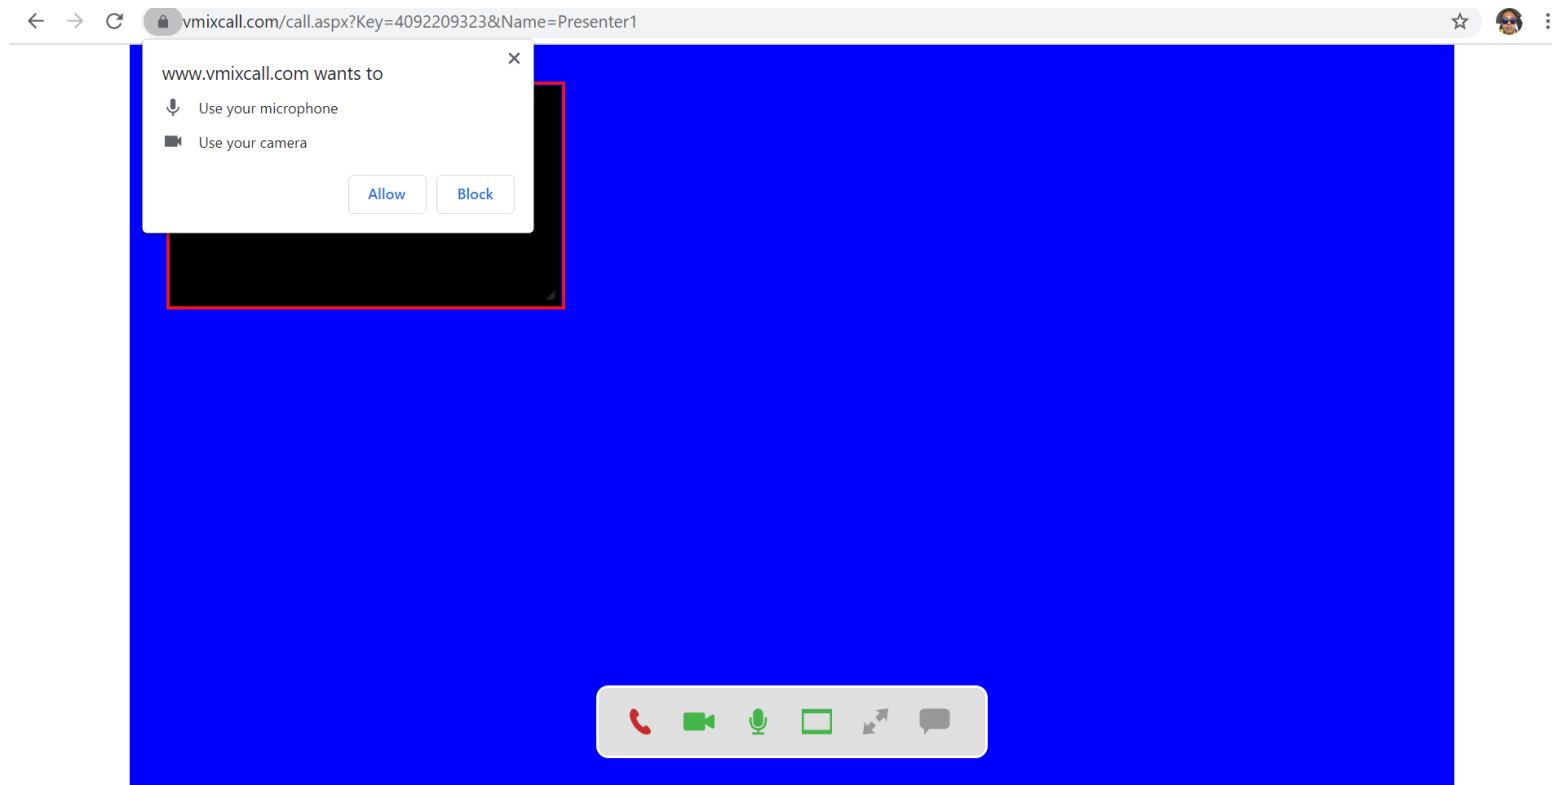 vmixcall.com/call.aspx?Key=4092209323&Name=Presenter1
www.vmixcall.com wants to
Use your microphone
Use your camera
Allow Block